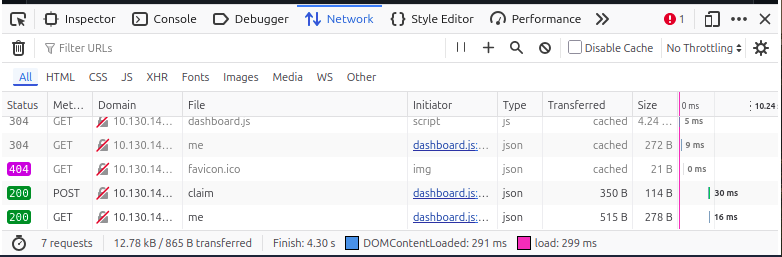 Inspector Console Debugger Network Style Editor Performance 1
Filter URLs Disable Cache No Throttling
All HTML CSS JS XHR Fonts Images Media WS Other
Status Met... Domain File Initiator Type Transferred Size 0 ms 10.24
304 GET 10.130.14... dashboard.js script js cached 4.24 ... 5 ms
304 GET 10.130.14... me dashboard.js:... json cached 272 B 9 ms
404 GET 10.130.14... favicon.ico img json cached 21 B 0 ms
200 POST 10.130.14... claim dashboard.js:... json 350 B 114 B 30 ms
200 GET 10.130.14... me dashboard.js:... json 515 B 278 B 16 ms
7 requests 12.78 kB / 865 B transferred Finish: 4.30 s DOMContentLoaded: 291 ms load: 299 ms